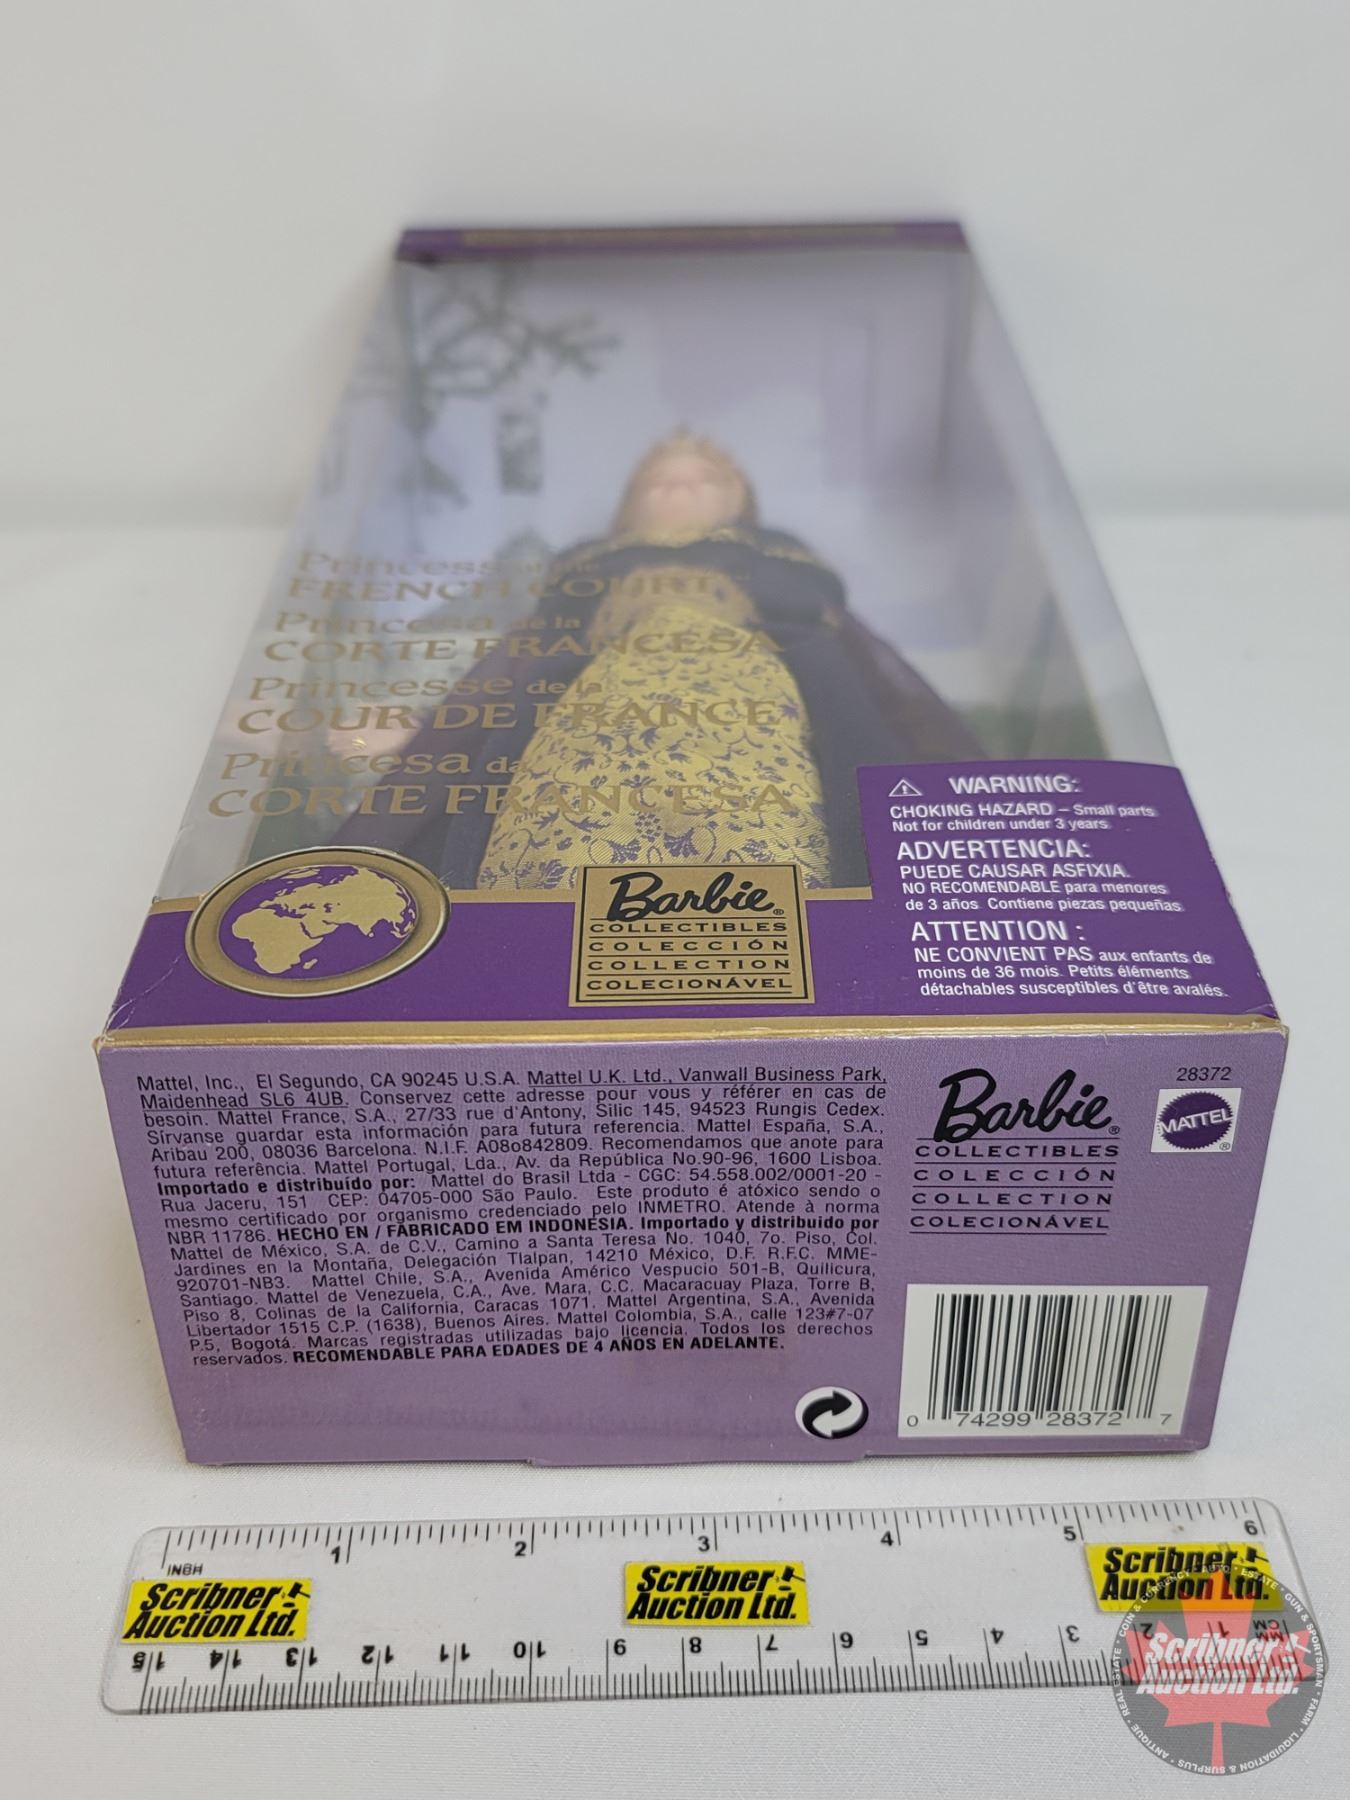 Princess of the
FRENCH COURT™
Princesa de la
CORTE FRANCESA
Princesse de la
COUR DE FRANCE
Princesa da
CORTE FRANCESA
Barbie®
COLLECTIBLES
COLECCIÓN
COLLECTION
COLECIONÁVEL
⚠ WARNING:
CHOKING HAZARD – Small parts
Not for children under 3 years.
ADVERTENCIA:
PUEDE CAUSAR ASFIXIA.
NO RECOMENDABLE para menores
de 3 años. Contiene piezas pequeñas.
ATTENTION :
NE CONVIENT PAS aux enfants de
moins de 36 mois. Petits éléments
détachables susceptibles d'être avalés.
Mattel, Inc., El Segundo, CA 90245 U.S.A. Mattel U.K. Ltd., Vanwall Business Park,
Maidenhead SL6 4UB. Conservez cette adresse pour vous y référer en cas de
besoin. Mattel France, S.A., 27/33 rue d'Antony, Silic 145, 94523 Rungis Cedex.
Sírvanse guardar esta información para futura referencia. Mattel España, S.A.,
Aribau 200, 08036 Barcelona. N.I.F. A08o842809. Recomendamos que anote para
futura referência. Mattel Portugal, Lda., Av. da República No.90-96, 1600 Lisboa.
Importado e distribuído por: Mattel do Brasil Ltda - CGC: 54.558.002/0001-20 -
Rua Jaceru, 151 CEP: 04705-000 São Paulo. Este produto é atóxico sendo o
mesmo certificado por organismo credenciado pelo INMETRO. Atende à norma
NBR 11786. HECHO EN / FABRICADO EM INDONESIA. Importado y distribuido por
Mattel de México, S.A. de C.V., Camino a Santa Teresa No. 1040, 7o. Piso, Col.
Jardines en la Montaña, Delegación Tlalpan, 14210 México, D.F. R.F.C. MME-
920701-NB3. Mattel Chile, S.A., Avenida Américo Vespucio 501-B, Quilicura,
Santiago. Mattel de Venezuela, C.A., Ave. Mara, C.C. Macaracuay Plaza, Torre B,
Piso 8, Colinas de la California, Caracas 1071. Mattel Argentina, S.A., Avenida
Libertador 1515 C.P. (1638), Buenos Aires. Mattel Colombia, S.A., calle 123#7-07
P.5, Bogotá. Marcas registradas utilizadas bajo licencia. Todos los derechos
reservados. RECOMENDABLE PARA EDADES DE 4 AÑOS EN ADELANTE.
Barbie®
COLLECTIBLES
COLECCIÓN
COLLECTION
COLECIONÁVEL
28372
MATTEL®
0 74299 28372 7
1 2 3 4 5 6
INCH
Scribner
Auction Ltd.
Scribner
Auction Ltd.
Scribner
Auction Ltd.
15 14 13 12 11 10 9 8 7 6 5 4 3 2 1
CM
MM
COIN & CURRENCY • AUTO • ESTATE • GUN & SPORTSMAN • FARM • LIQUIDATION & SURPLUS • ANTIQUE • REAL ESTATE
Scribner
Auction Ltd.